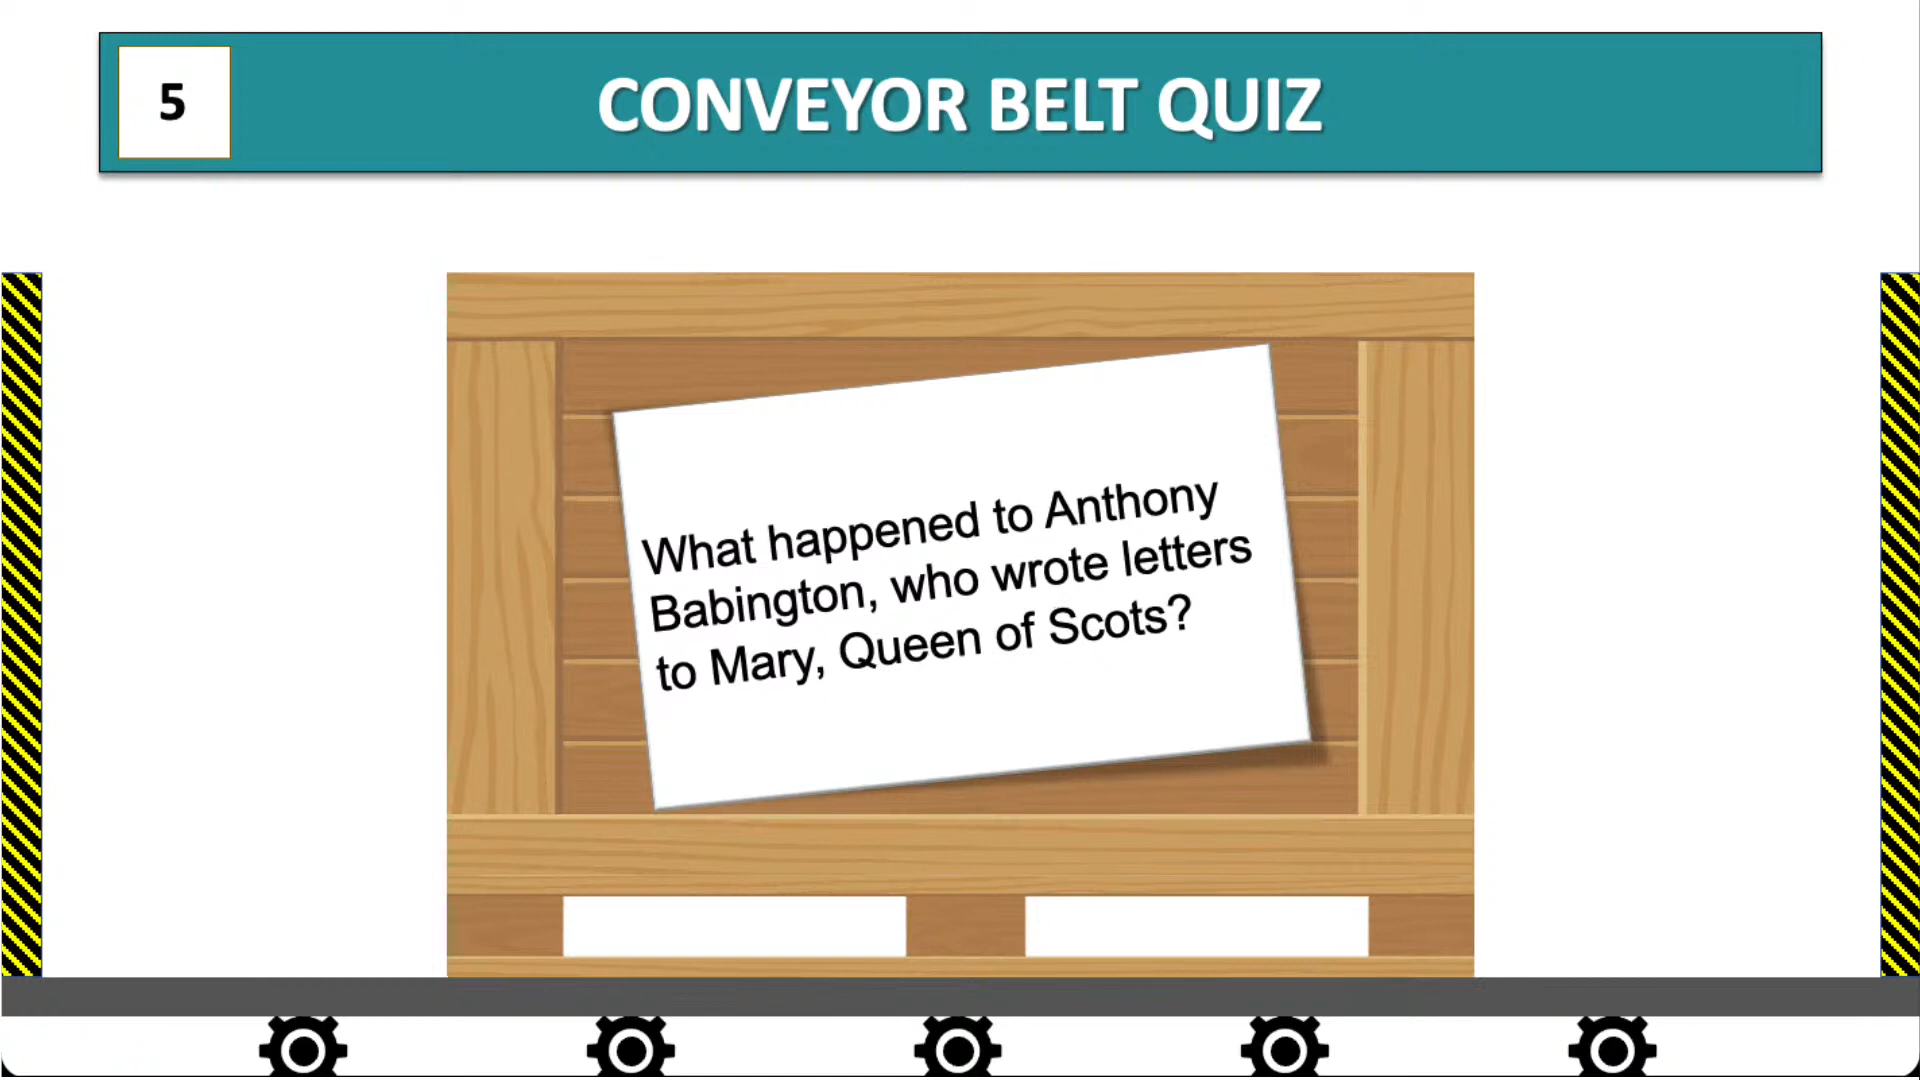 5
CONVEYOR BELT QUIZ
What happened to Anthony
Babington, who wrote letters
to Mary, Queen of Scots?